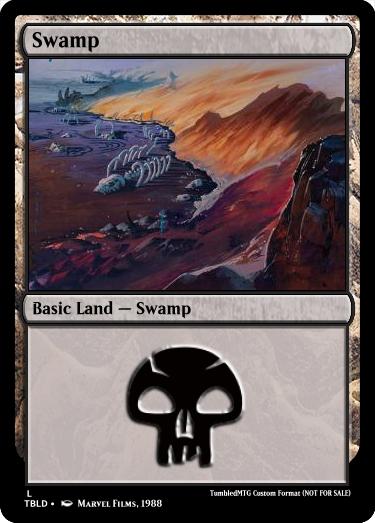 Swamp
Basic Land — Swamp
L
TBLD • Marvel Films, 1988
TumbledMTG Custom Format (NOT FOR SALE)